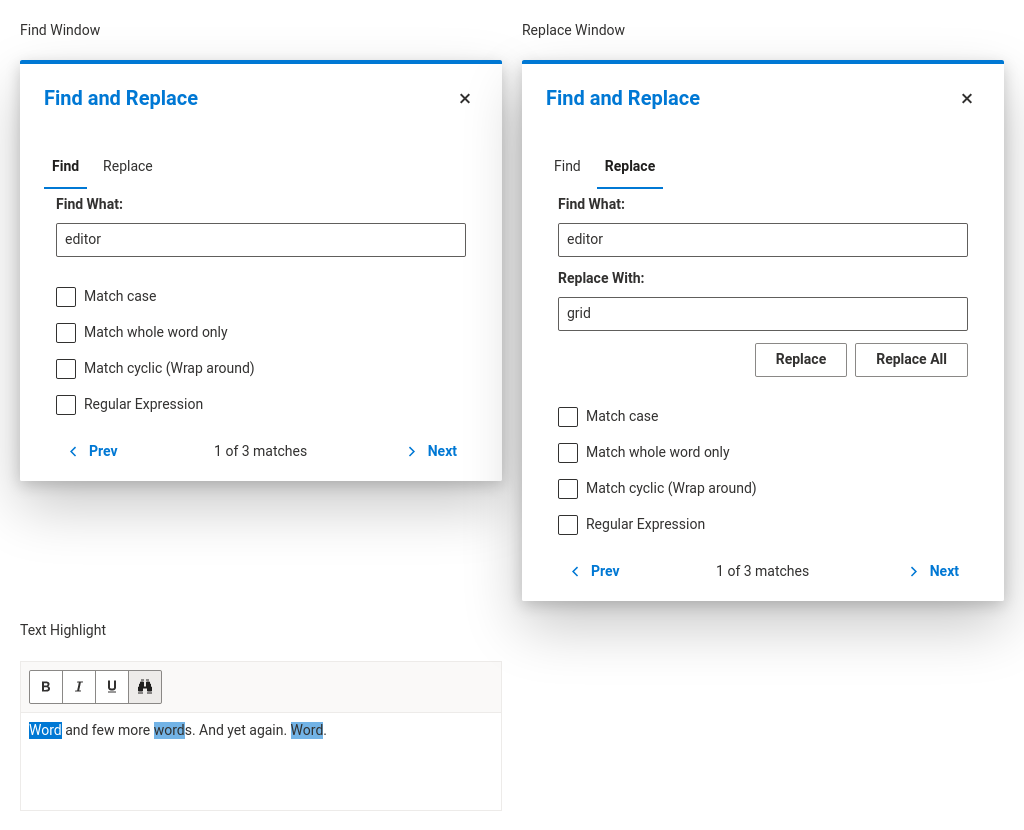 Find Window
Find and Replace
Find Replace
Find What:
editor
Match case
Match whole word only
Match cyclic (Wrap around)
Regular Expression
Prev 1 of 3 matches Next
Replace Window
Find and Replace
Find Replace
Find What:
editor
Replace With:
grid
Replace Replace All
Match case
Match whole word only
Match cyclic (Wrap around)
Regular Expression
Prev 1 of 3 matches Next
Text Highlight
B I U
Word and few more words. And yet again. Word.